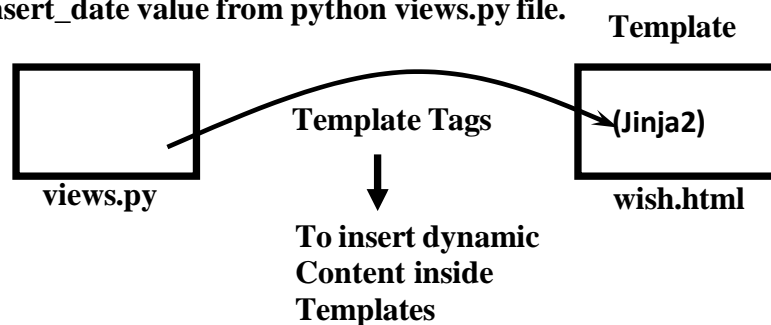 insert_date value from python views.py file.
Template
Template Tags
(Jinja2)
views.py
wish.html
To insert dynamic
Content inside
Templates